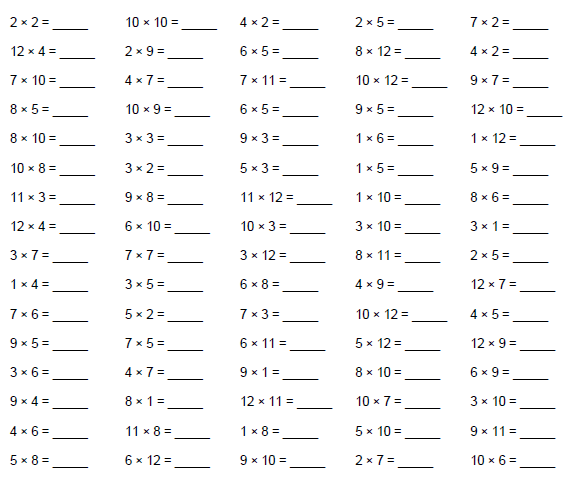 2 × 2 = _____ 10 × 10 = _____ 4 × 2 = _____ 2 × 5 = _____ 7 × 2 = _____
12 × 4 = _____ 2 × 9 = _____ 6 × 5 = _____ 8 × 12 = _____ 4 × 2 = _____
7 × 10 = _____ 4 × 7 = _____ 7 × 11 = _____ 10 × 12 = _____ 9 × 7 = _____
8 × 5 = _____ 10 × 9 = _____ 6 × 5 = _____ 9 × 5 = _____ 12 × 10 = _____
8 × 10 = _____ 3 × 3 = _____ 9 × 3 = _____ 1 × 6 = _____ 1 × 12 = _____
10 × 8 = _____ 3 × 2 = _____ 5 × 3 = _____ 1 × 5 = _____ 5 × 9 = _____
11 × 3 = _____ 9 × 8 = _____ 11 × 12 = _____ 1 × 10 = _____ 8 × 6 = _____
12 × 4 = _____ 6 × 10 = _____ 10 × 3 = _____ 3 × 10 = _____ 3 × 1 = _____
3 × 7 = _____ 7 × 7 = _____ 3 × 12 = _____ 8 × 11 = _____ 2 × 5 = _____
1 × 4 = _____ 3 × 5 = _____ 6 × 8 = _____ 4 × 9 = _____ 12 × 7 = _____
7 × 6 = _____ 5 × 2 = _____ 7 × 3 = _____ 10 × 12 = _____ 4 × 5 = _____
9 × 5 = _____ 7 × 5 = _____ 6 × 11 = _____ 5 × 12 = _____ 12 × 9 = _____
3 × 6 = _____ 4 × 7 = _____ 9 × 1 = _____ 8 × 10 = _____ 6 × 9 = _____
9 × 4 = _____ 8 × 1 = _____ 12 × 11 = _____ 10 × 7 = _____ 3 × 10 = _____
4 × 6 = _____ 11 × 8 = _____ 1 × 8 = _____ 5 × 10 = _____ 9 × 11 = _____
5 × 8 = _____ 6 × 12 = _____ 9 × 10 = _____ 2 × 7 = _____ 10 × 6 = _____